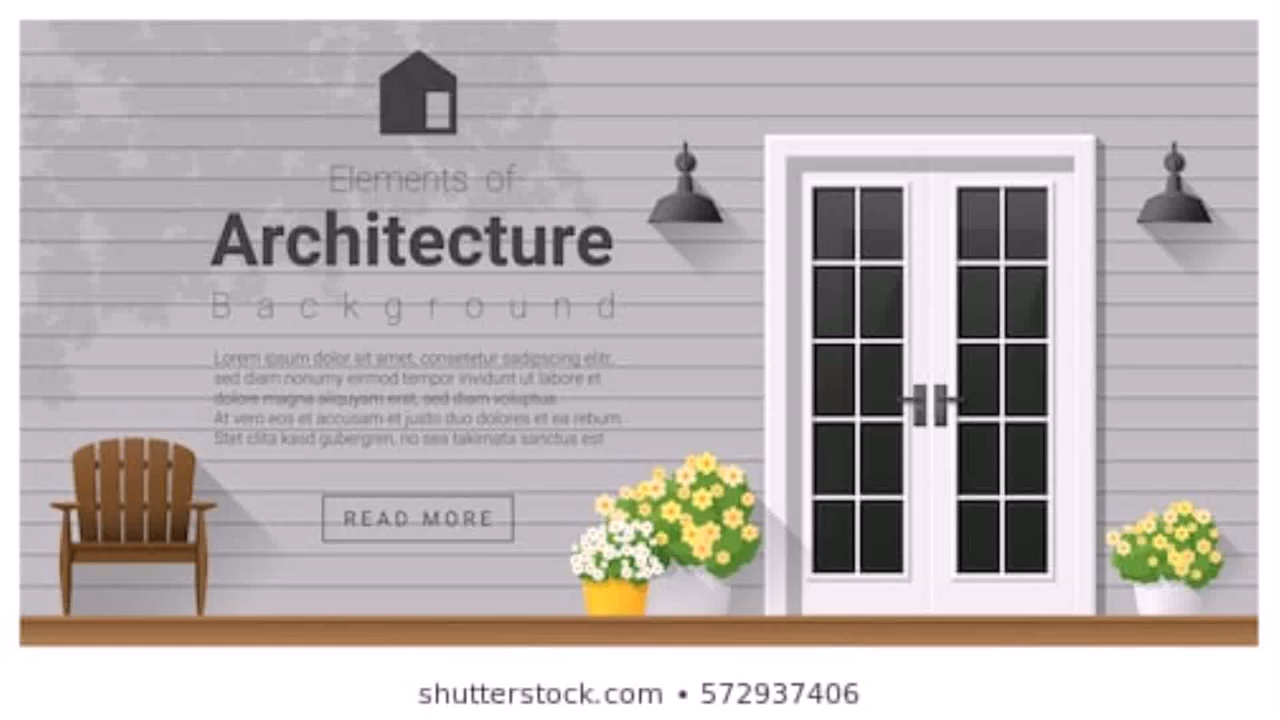 Elements of
Architecture
Background
Lorem ipsum dolor sit amet, consetetur sadipscing elitr,
sed diam nonumy eirmod tempor invidunt ut labore et
dolore magna aliquyam erat, sed diam voluptua.
At vero eos et accusam et justo duo dolores et ea rebum.
Stet clita kasd gubergren, no sea takimata sanctus est
READ MORE
shutterstock.com • 572937406